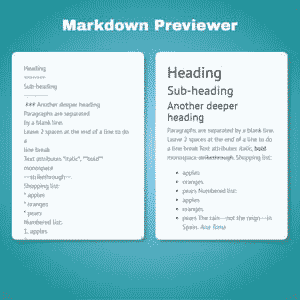 Markdown Previewer
Heading
=======
Sub-heading
-----------
### Another deeper heading
Paragraphs are separated
by a blank line.
Leave 2 spaces at the end of a line to do
a
line break
Text attributes *italic*, **bold**
monospace
~~strikethrough~~
Shopping list:
* apples
* oranges
* pears
Numbered list:
1. apples
Heading
Sub-heading
Another deeper
heading
Paragraphs are separated by a blank line.
Leave 2 spaces at the end of a line to do
a line break Text attributes italic, bold
monospace strikethrough Shopping list:
• apples
• oranges
• pears Numbered list:
• apples
• oranges
• pears The rain---not the reign---in
Spain.